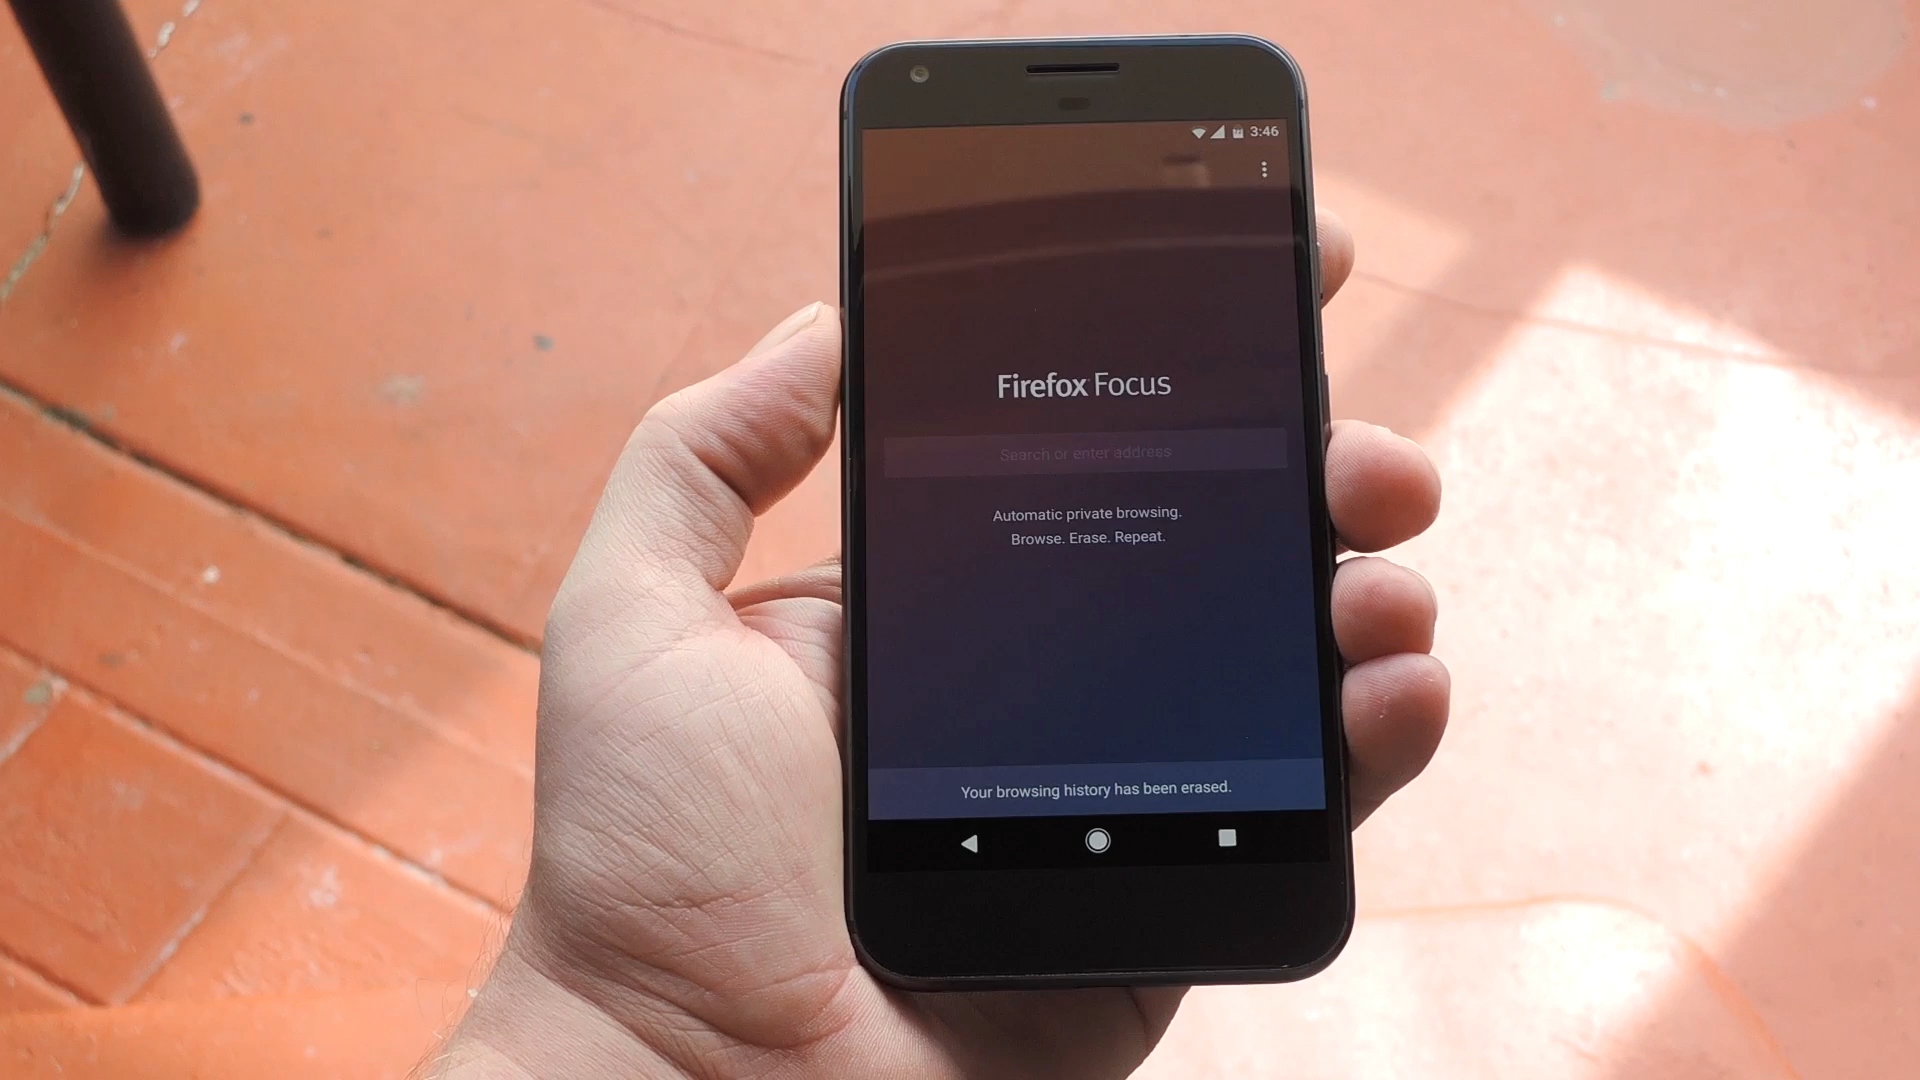 3:46
Firefox Focus
Search or enter address
Automatic private browsing.
Browse. Erase. Repeat.
Your browsing history has been erased.